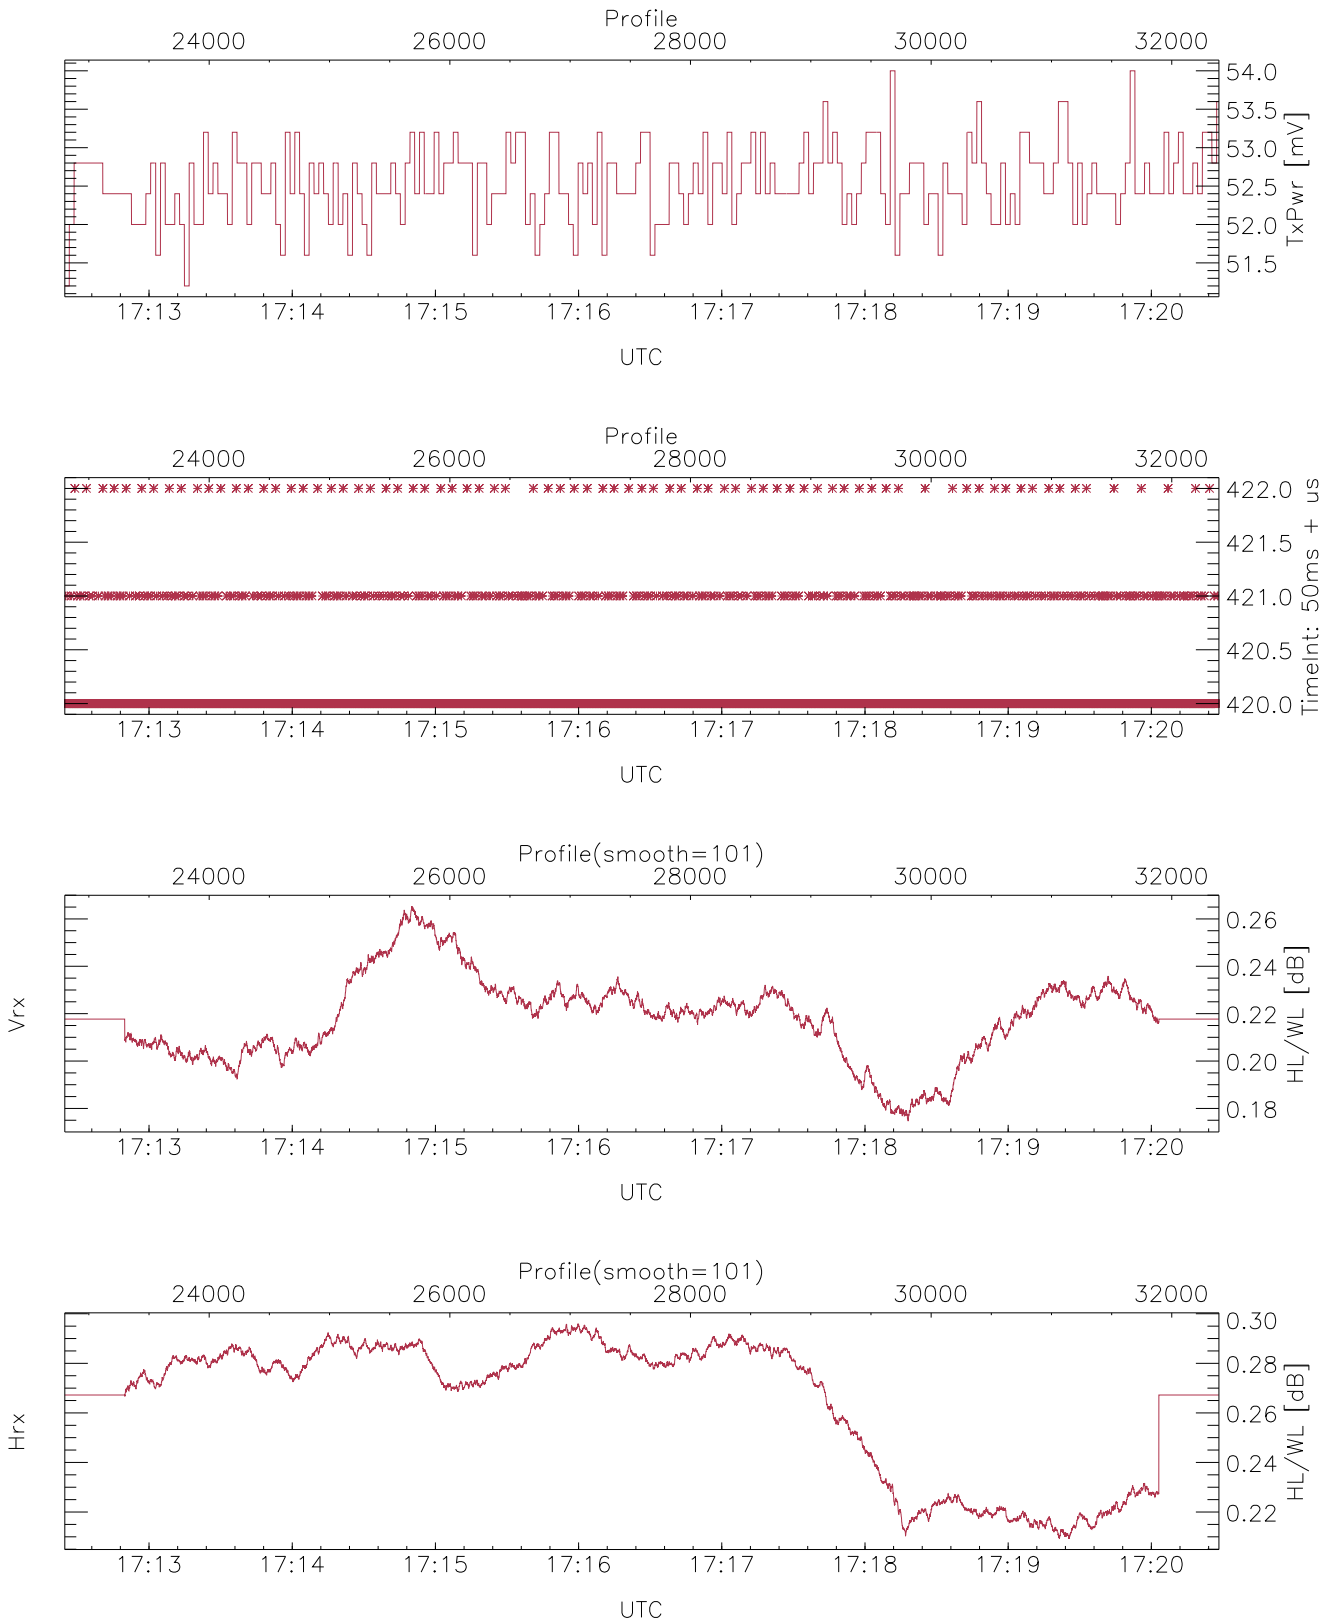 Profile
24000 26000 28000 30000 32000
54.0
53.5
53.0
52.5
52.0
51.5
TxPwr [mV]
17:13 17:14 17:15 17:16 17:17 17:18 17:19 17:20
UTC
Profile
24000 26000 28000 30000 32000
422.0
421.5
421.0
420.5
420.0
TimeInt: 50ms + us
17:13 17:14 17:15 17:16 17:17 17:18 17:19 17:20
UTC
Profile(smooth=101)
24000 26000 28000 30000 32000
Vrx
0.26
0.24
0.22
0.20
0.18
HL/WL [dB]
17:13 17:14 17:15 17:16 17:17 17:18 17:19 17:20
UTC
Profile(smooth=101)
24000 26000 28000 30000 32000
Hrx
0.30
0.28
0.26
0.24
0.22
HL/WL [dB]
17:13 17:14 17:15 17:16 17:17 17:18 17:19 17:20
UTC